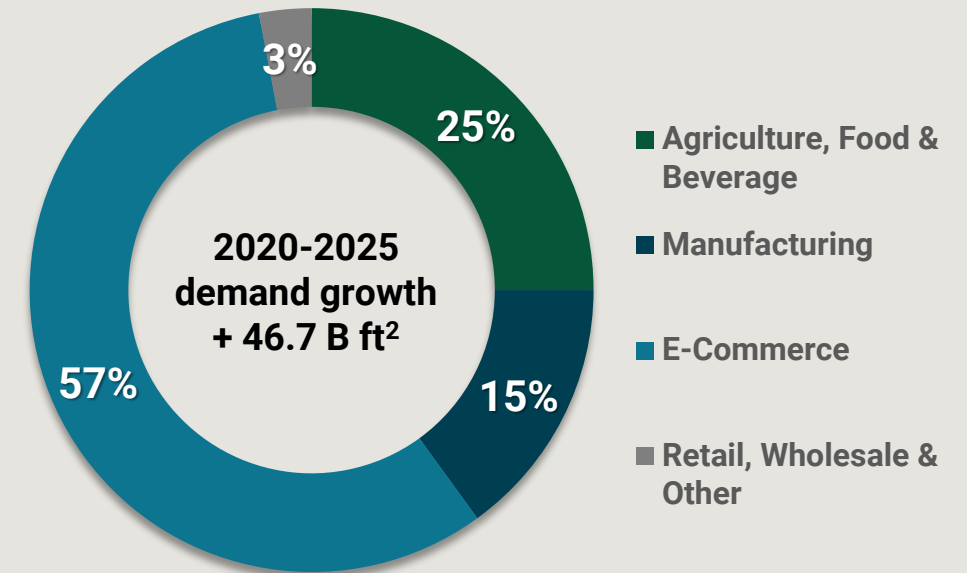 3%
25%
2020-2025
demand growth
+ 46.7 B ft²
57%
15%
Agriculture, Food &
Beverage
Manufacturing
E-Commerce
Retail, Wholesale &
Other